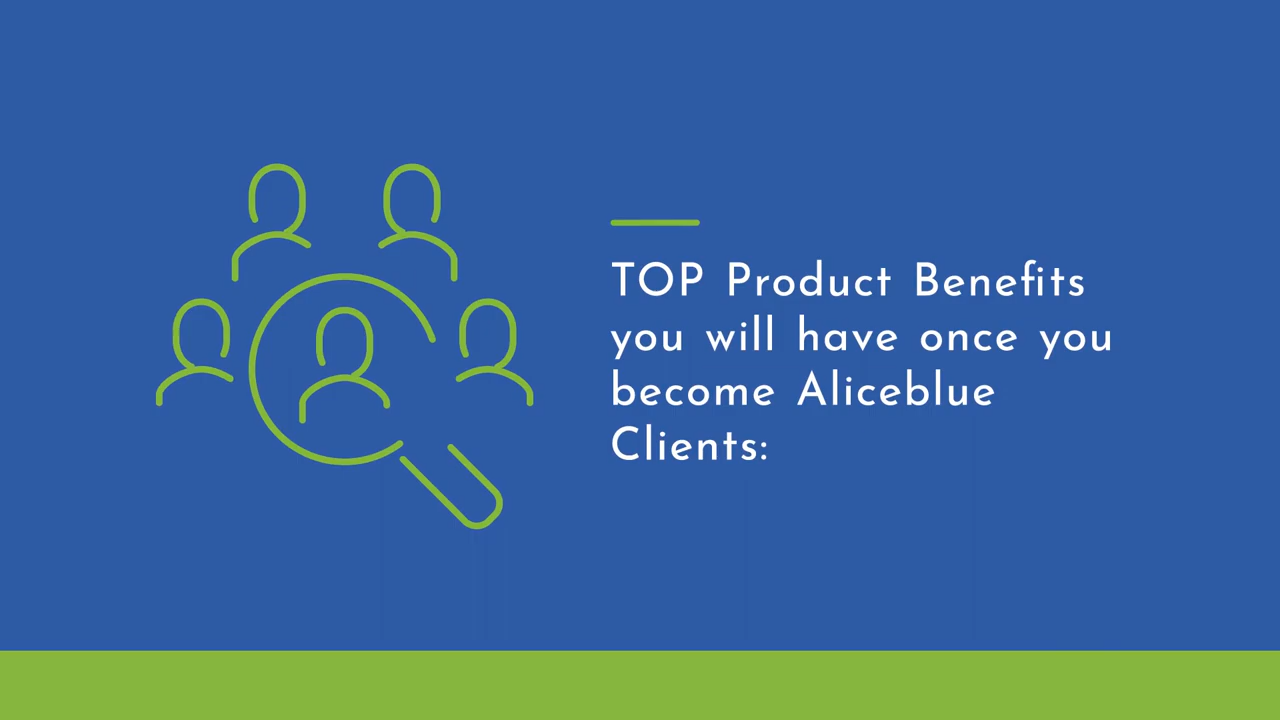 TOP Product Benefits
you will have once you
become Aliceblue
Clients: